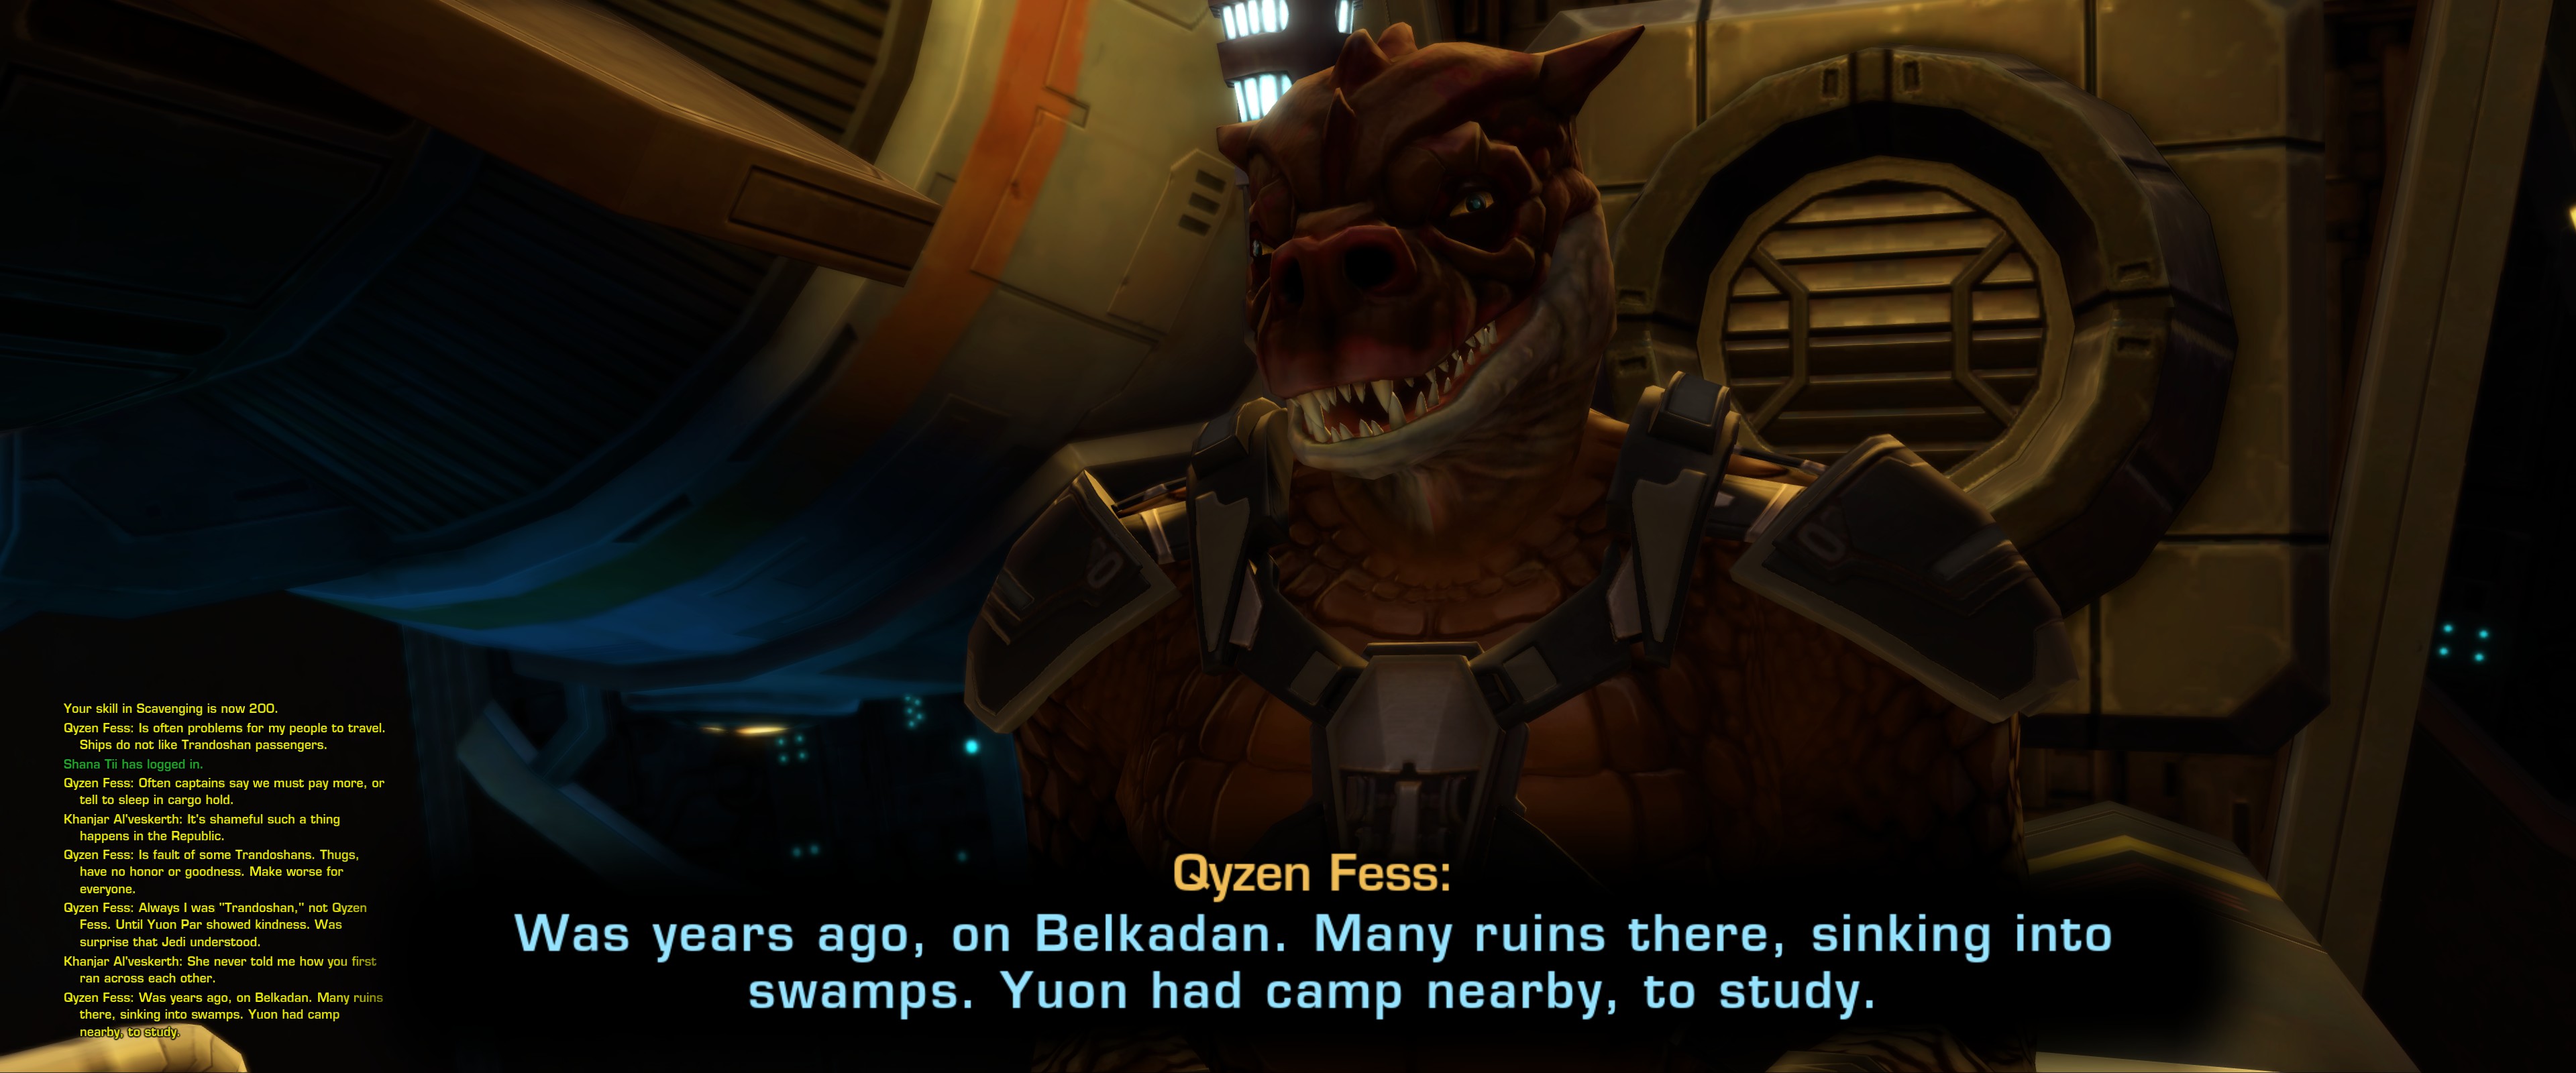 Your skill in Scavenging is now 200.
Qyzen Fess: Is often problems for my people to travel.
Ships do not like Trandoshan passengers.
Shana Tii has logged in.
Qyzen Fess: Often captains say we must pay more, or
tell to sleep in cargo hold.
Khanjar Al'veskerth: It's shameful such a thing
happens in the Republic.
Qyzen Fess: Is fault of some Trandoshans. Thugs,
have no honor or goodness. Make worse for
everyone.
Qyzen Fess: Always I was "Trandoshan," not Qyzen
Fess. Until Yuon Par showed kindness. Was
surprise that Jedi understood.
Khanjar Al'veskerth: She never told me how you first
ran across each other.
Qyzen Fess: Was years ago, on Belkadan. Many ruins
there, sinking into swamps. Yuon had camp
nearby, to study.
Qyzen Fess:
Was years ago, on Belkadan. Many ruins there, sinking into
swamps. Yuon had camp nearby, to study.